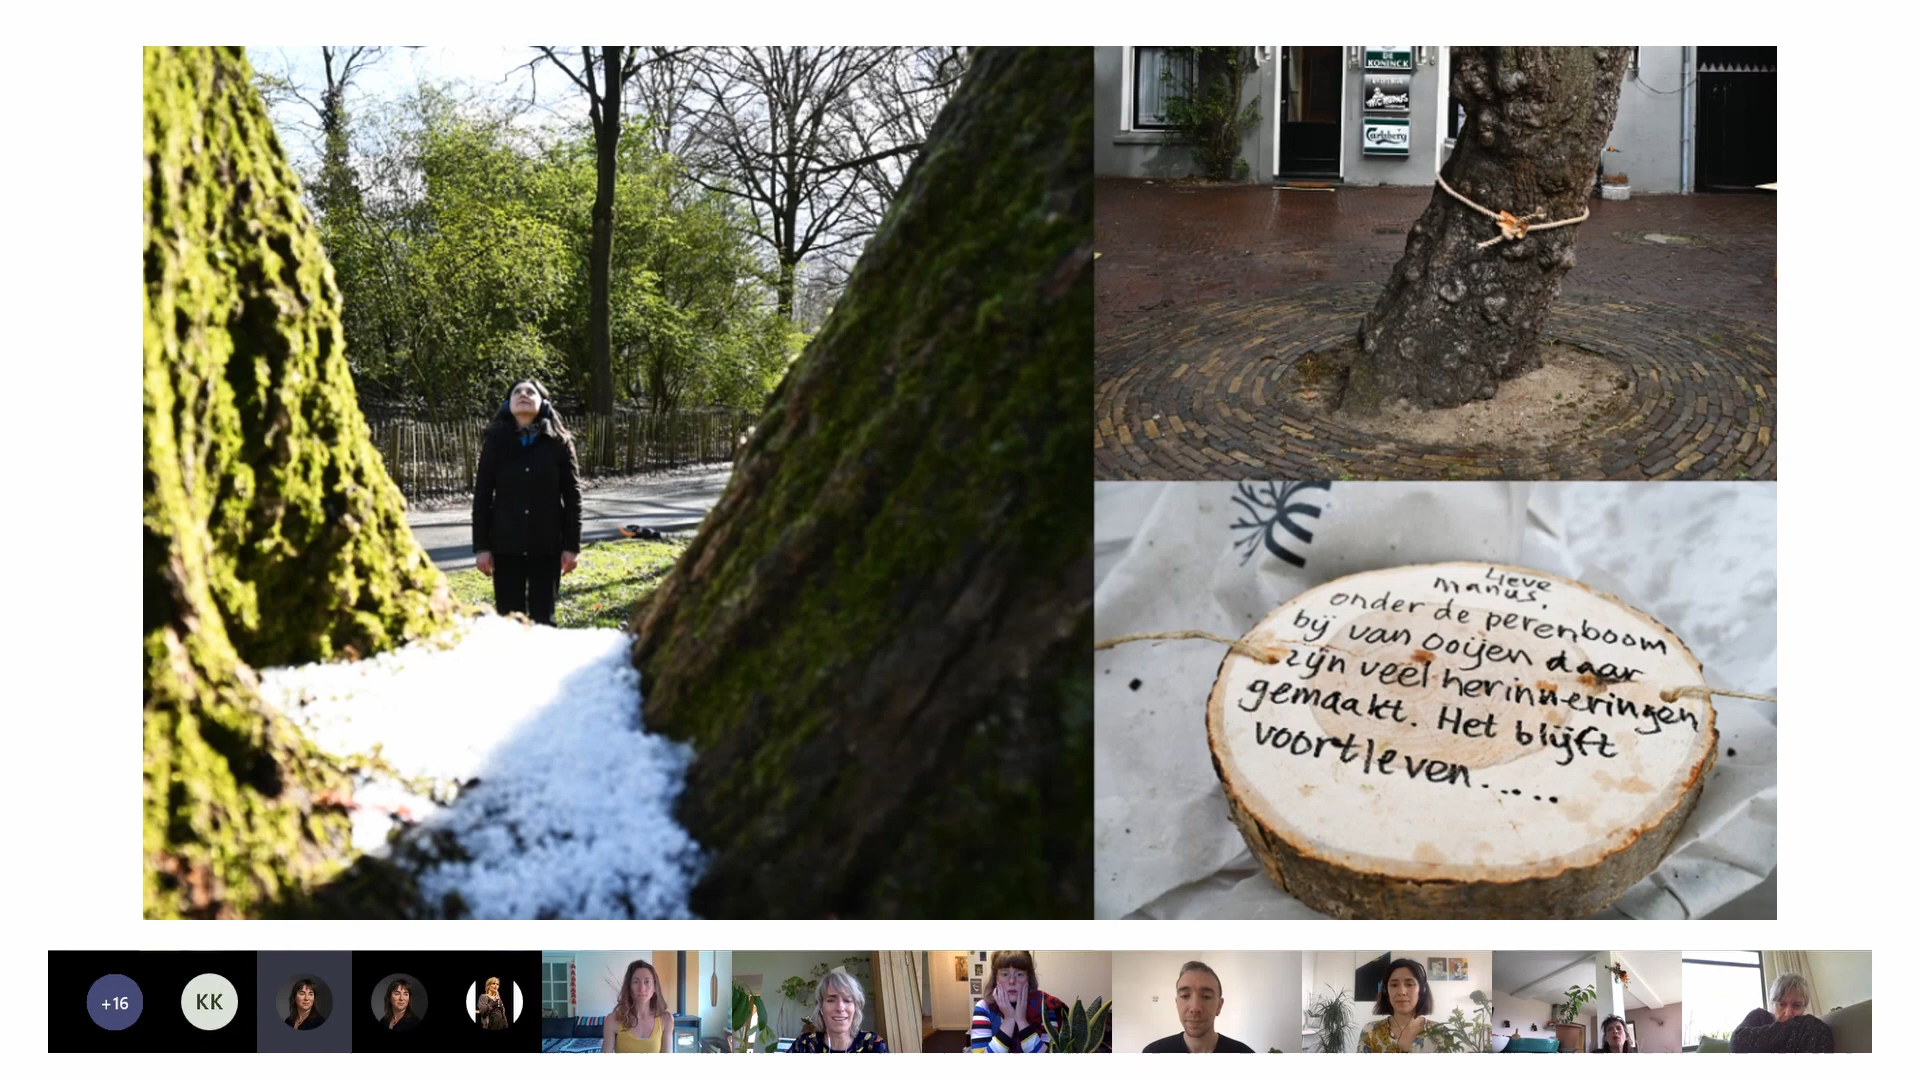 DE
KONINCK
Carlsberg
Lieve
manus,
onder de perenboom
bij van ooijen daar
zijn veel herinneringen
gemaakt. Het blijft
voortleven.....
+16
KK